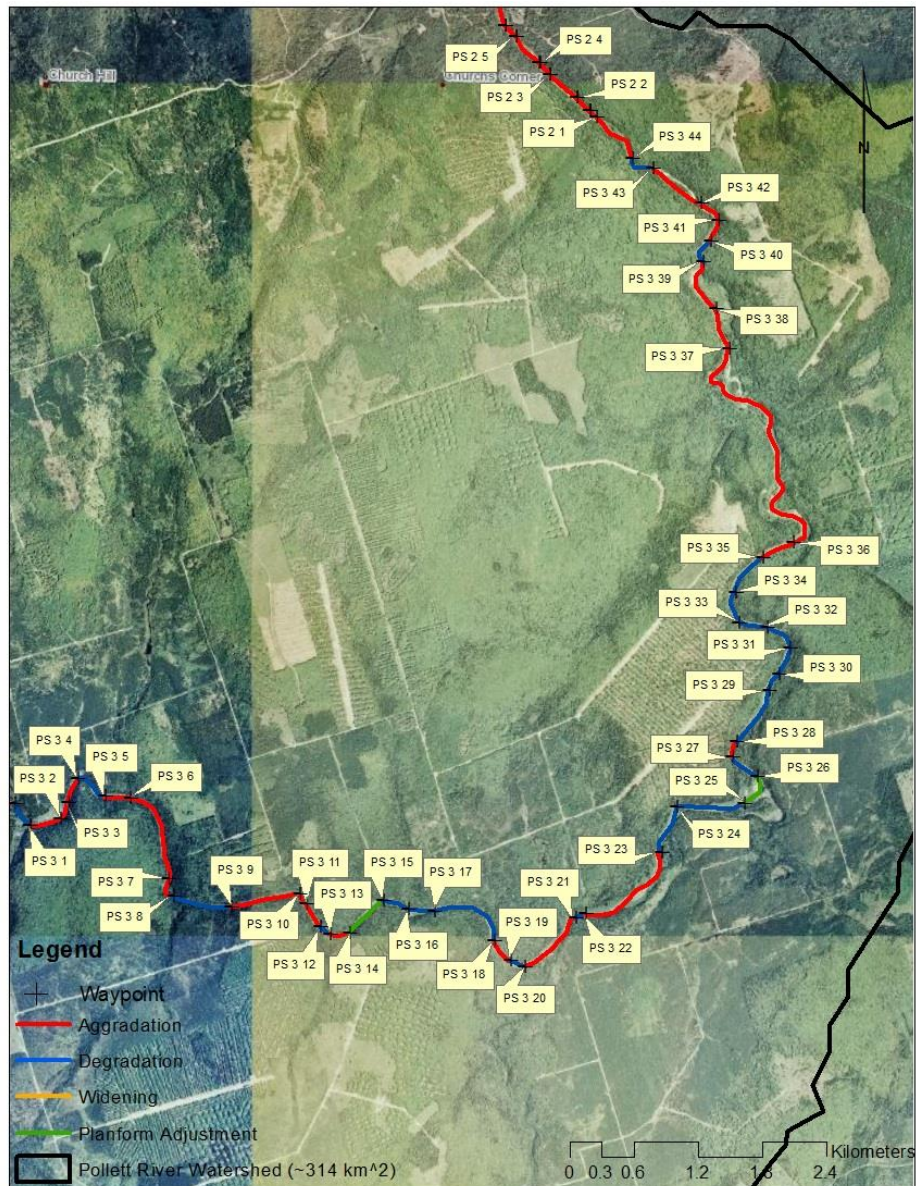 PS 2 5
PS 2 4
Church Hill
Churchs Corner
PS 2 3
PS 2 2
PS 2 1
PS 3 44
N
PS 3 43
PS 3 42
PS 3 41
PS 3 40
PS 3 39
PS 3 38
PS 3 37
PS 3 36
PS 3 35
PS 3 34
PS 3 33
PS 3 32
PS 3 31
PS 3 30
PS 3 29
PS 3 28
PS 3 27
PS 3 26
PS 3 25
PS 3 24
PS 3 23
PS 3 4
PS 3 5
PS 3 6
PS 3 2
PS 3 3
PS 3 1
PS 3 7
PS 3 8
PS 3 9
PS 3 10
PS 3 11
PS 3 13
PS 3 15
PS 3 17
PS 3 12
PS 3 14
PS 3 16
PS 3 18
PS 3 19
PS 3 20
PS 3 21
PS 3 22
Legend
Waypoint
Aggradation
Degradation
Widening
Planform Adjustment
Pollett River Watershed (~314 km^2)
Kilometers
0 0.3 0.6 1.2 1.8 2.4